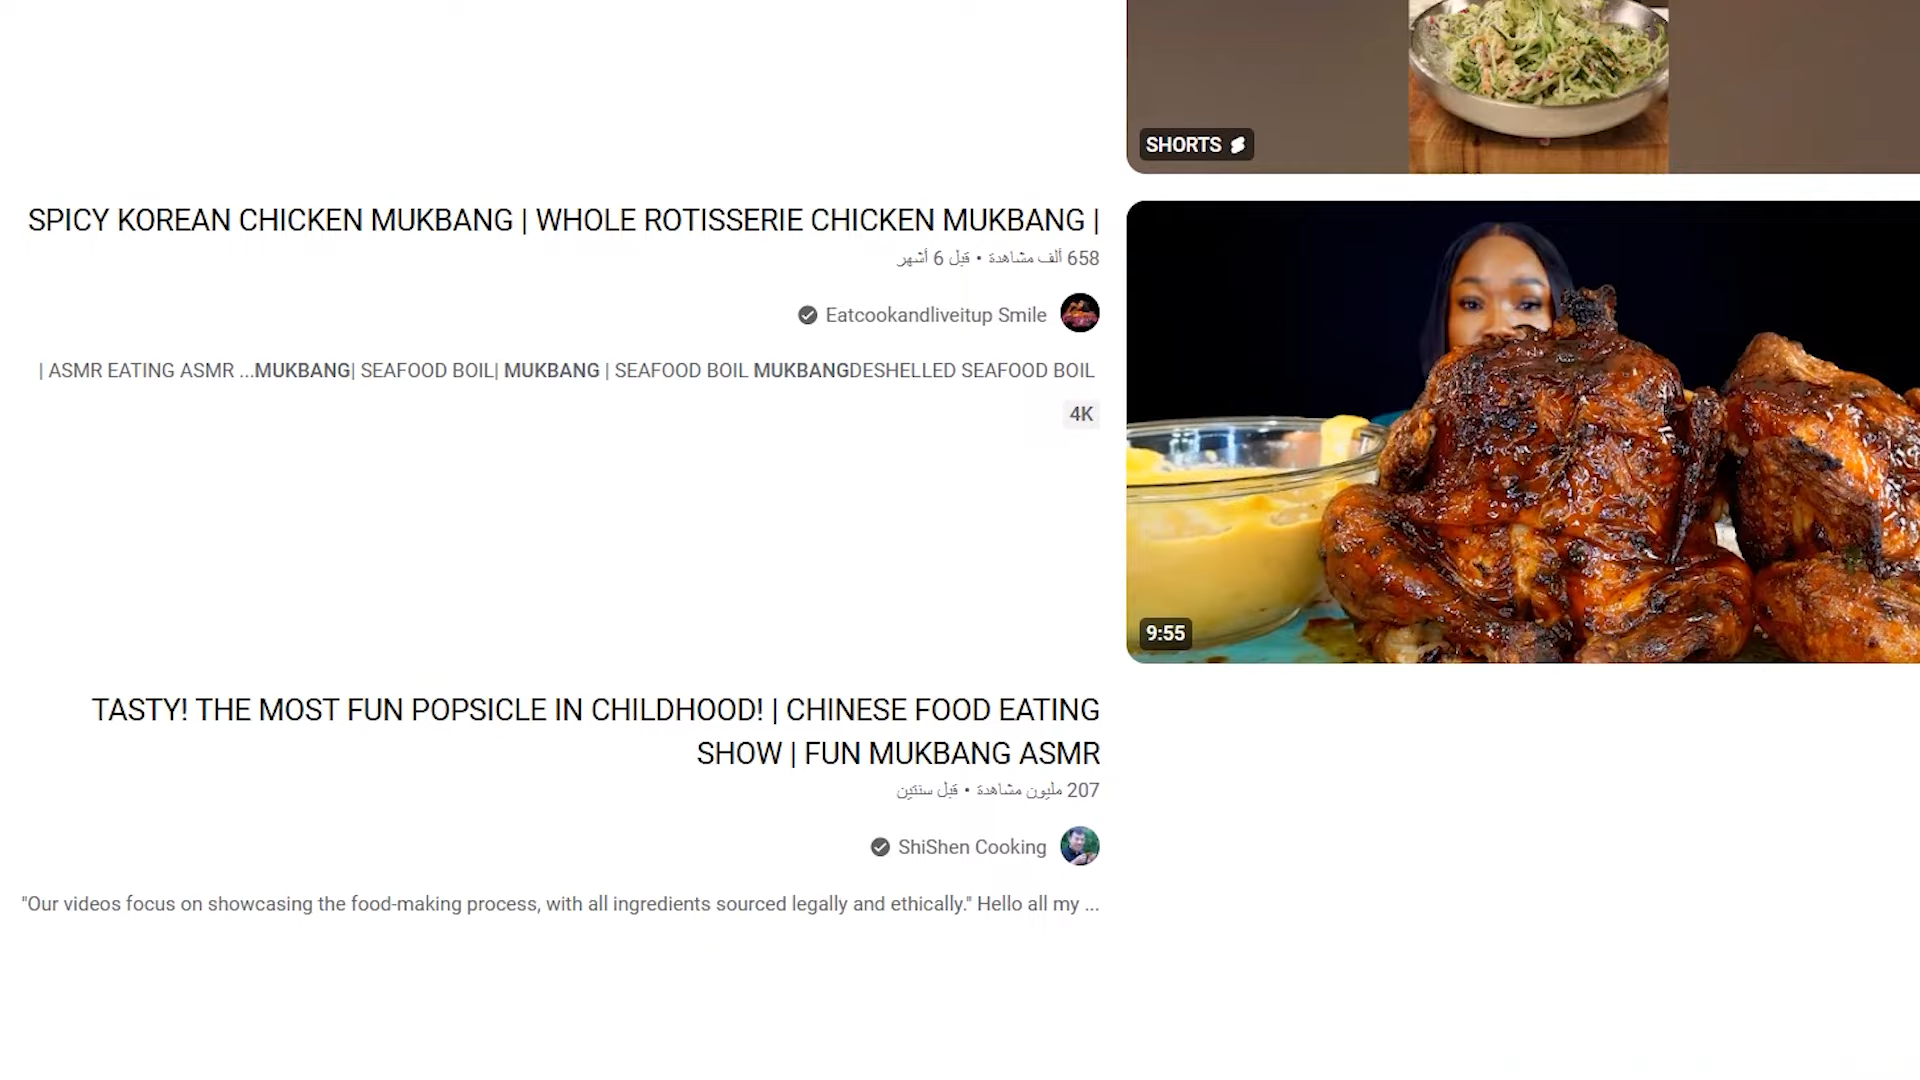 SHORTS
SPICY KOREAN CHICKEN MUKBANG | WHOLE ROTISSERIE CHICKEN MUKBANG |
658 ألف مشاهدة • قبل 6 أشهر
Eatcookandliveitup Smile
| ASMR EATING ASMR ...MUKBANG| SEAFOOD BOIL| MUKBANG | SEAFOOD BOIL MUKBANGDESHELLED SEAFOOD BOIL
4K
9:55
TASTY! THE MOST FUN POPSICLE IN CHILDHOOD! | CHINESE FOOD EATING
SHOW | FUN MUKBANG ASMR
207 مليون مشاهدة • قبل سنتين
ShiShen Cooking
"Our videos focus on showcasing the food-making process, with all ingredients sourced legally and ethically." Hello all my ...